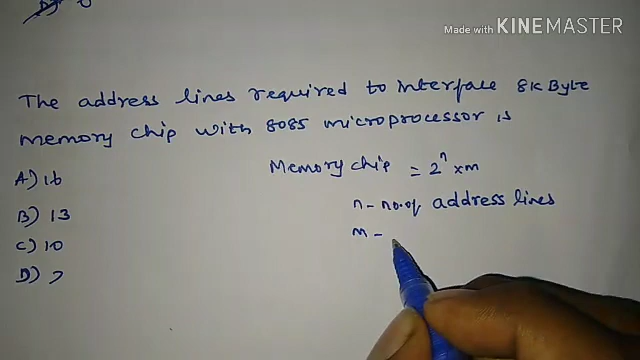 Made with KINEMASTER
The address lines required to interface 8K Byte
memory chip with 8085 microprocessor is
A) 16
Memory chip = 2^n x m
B) 13
n - no. of address lines
C) 10
m -
D) 7